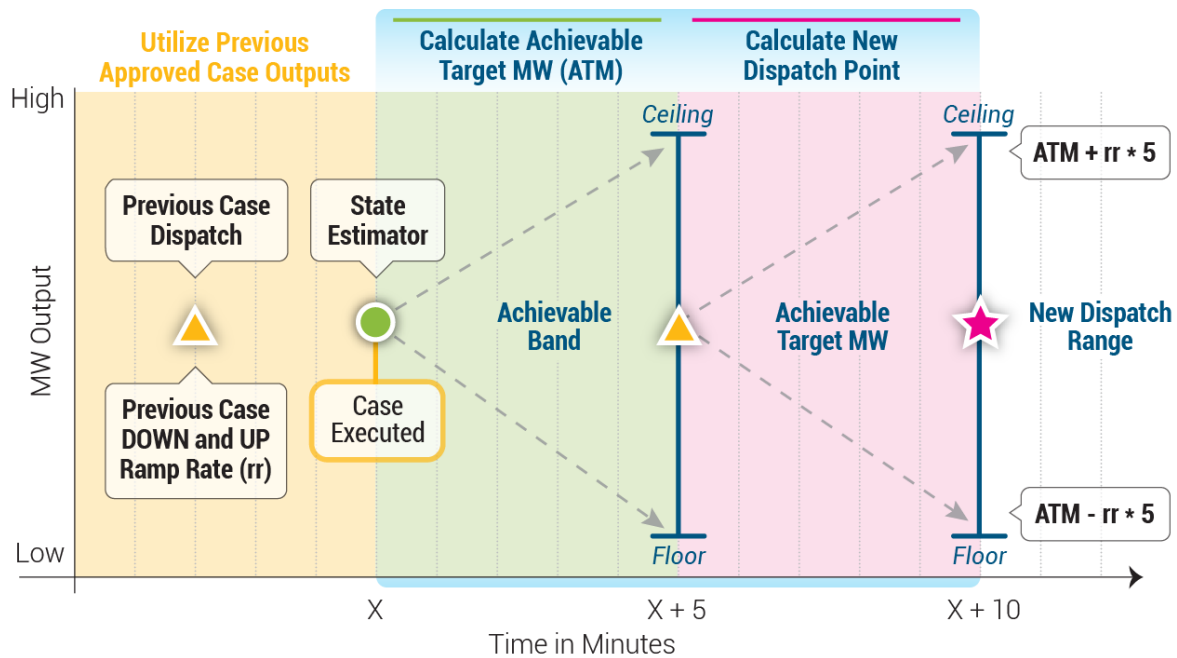 Utilize Previous
Approved Case Outputs
Calculate Achievable
Target MW (ATM)
Calculate New
Dispatch Point
High
Ceiling
Ceiling
ATM + rr * 5
Previous Case
Dispatch
State
Estimator
MW Output
Achievable
Band
Achievable
Target MW
New Dispatch
Range
Previous Case
DOWN and UP
Ramp Rate (rr)
Case
Executed
ATM - rr * 5
Low
Floor
Floor
X
X + 5
X + 10
Time in Minutes